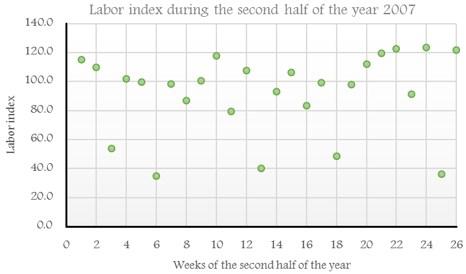 Labor index during the second half of the year 2007
140.0
120.0
100.0
80.0
60.0
40.0
20.0
0.0
Labor index
0 2 4 6 8 10 12 14 16 18 20 22 24 26
Weeks of the second half of the year